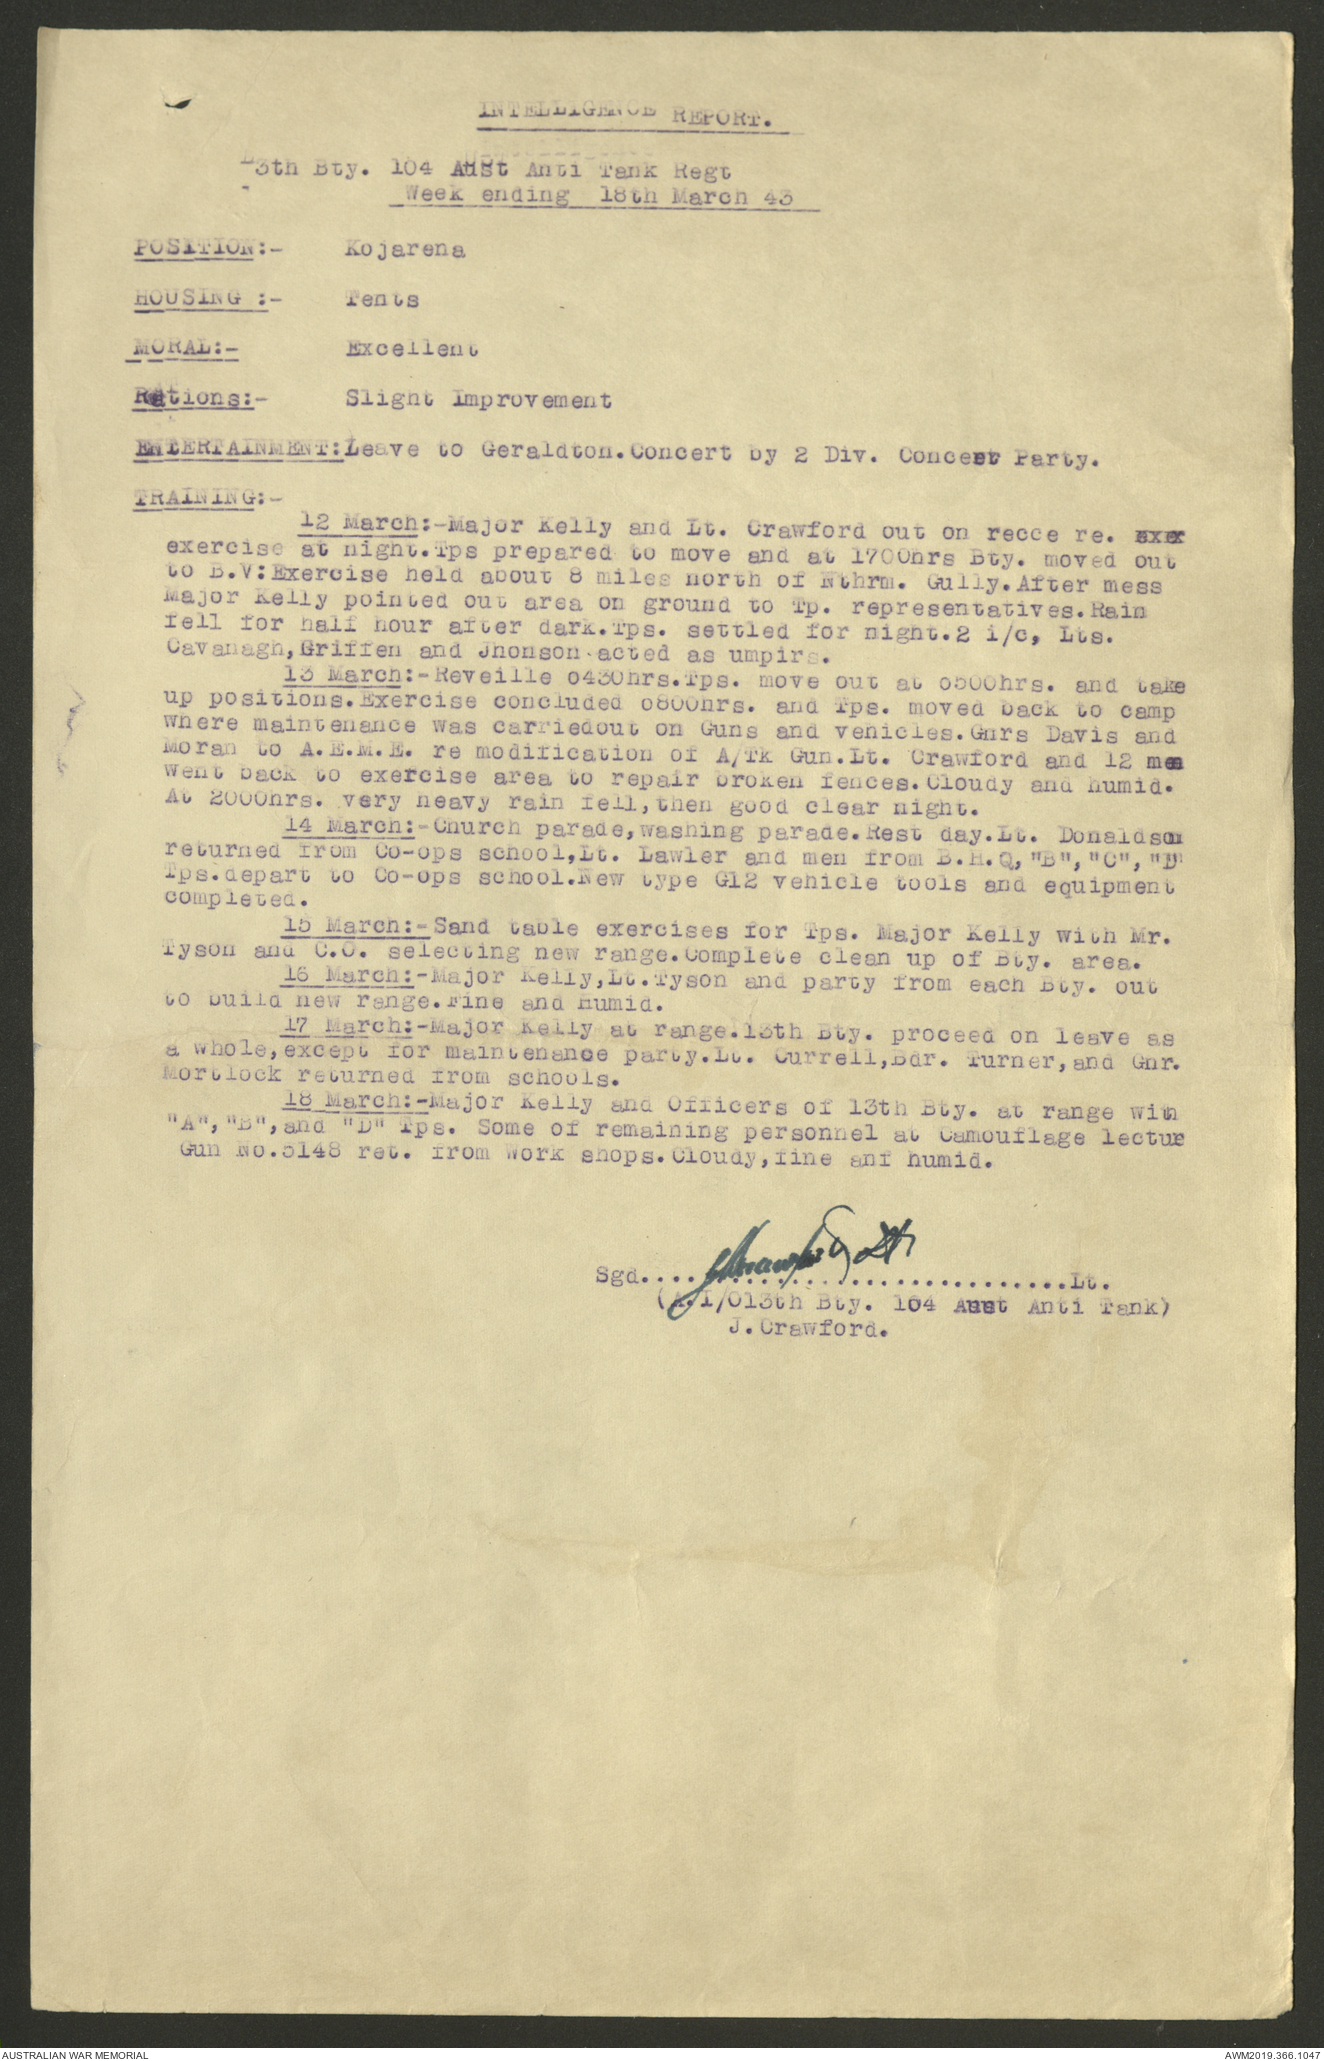 INTELLIGENCE REPORT.
13th Bty. 104 Aust Anti Tank Regt
Week ending 18th March 43
POSITION:- Kojarena
HOUSING :- Tents
MORAL:- Excellent
Rations:- Slight Improvement
ENTERTAINMENT:Leave to Geraldton.Concert by 2 Div. Concert Party.
TRAINING:-
12 March:-Major Kelly and Lt. Crawford out on recce re. exer
exercise at night.Tps prepared to move and at 1700hrs Bty. moved out
to B.V:Exercise held about 8 miles north of Nthrm. Gully.After mess
Major Kelly pointed out area on ground to Tp. representatives.Rain
fell for half hour after dark.Tps. settled for night.2 i/c, Lts.
Cavanagh,Griffen and Jhonson acted as umpirs.
13 March:-Reveille o430hrs.Tps. move out at o500hrs. and take
up positions.Exercise concluded o800hrs. and Tps. moved back to camp
where maintenance was carriedout on Guns and vehicles.Gnrs Davis and
Moran to A.E.M.E. re modification of A/Tk Gun.Lt. Crawford and 12 men
went back to exercise area to repair broken fences.Cloudy and humid.
At 2000hrs. very heavy rain fell,then good clear night.
14 March:-Church parade,washing parade.Rest day.Lt. Donaldson
returned from Co-ops school,Lt. Lawler and men from B.H.Q,"B","C","D"
Tps.depart to Co-ops school.New type G12 vehicle tools and equipment
completed.
15 March:-Sand table exercises for Tps. Major Kelly with Mr.
Tyson and C.O. selecting new range.Complete clean up of Bty. area.
16 March:-Major Kelly,Lt.Tyson and party from each Bty. out
to build new range.Fine and Humid.
17 March:-Major Kelly at range.13th Bty. proceed on leave as
a whole,except for maintenance party.Lt. Currell,Bdr. Turner,and Gnr.
Mortlock returned from schools.
18 March:-Major Kelly and Officers of 13th Bty. at range with
"A","B",and "D" Tps. Some of remaining personnel at Camouflage lectur
Gun No.5148 ret. from Work shops.Cloudy,fine anf humid.
Sgd.... JCrawford Lt ........................Lt.
(A.I/O13th Bty. 104 Aust Anti Tank)
J.Crawford.
AUSTRALIAN WAR MEMORIAL
AWM2019.366.1047